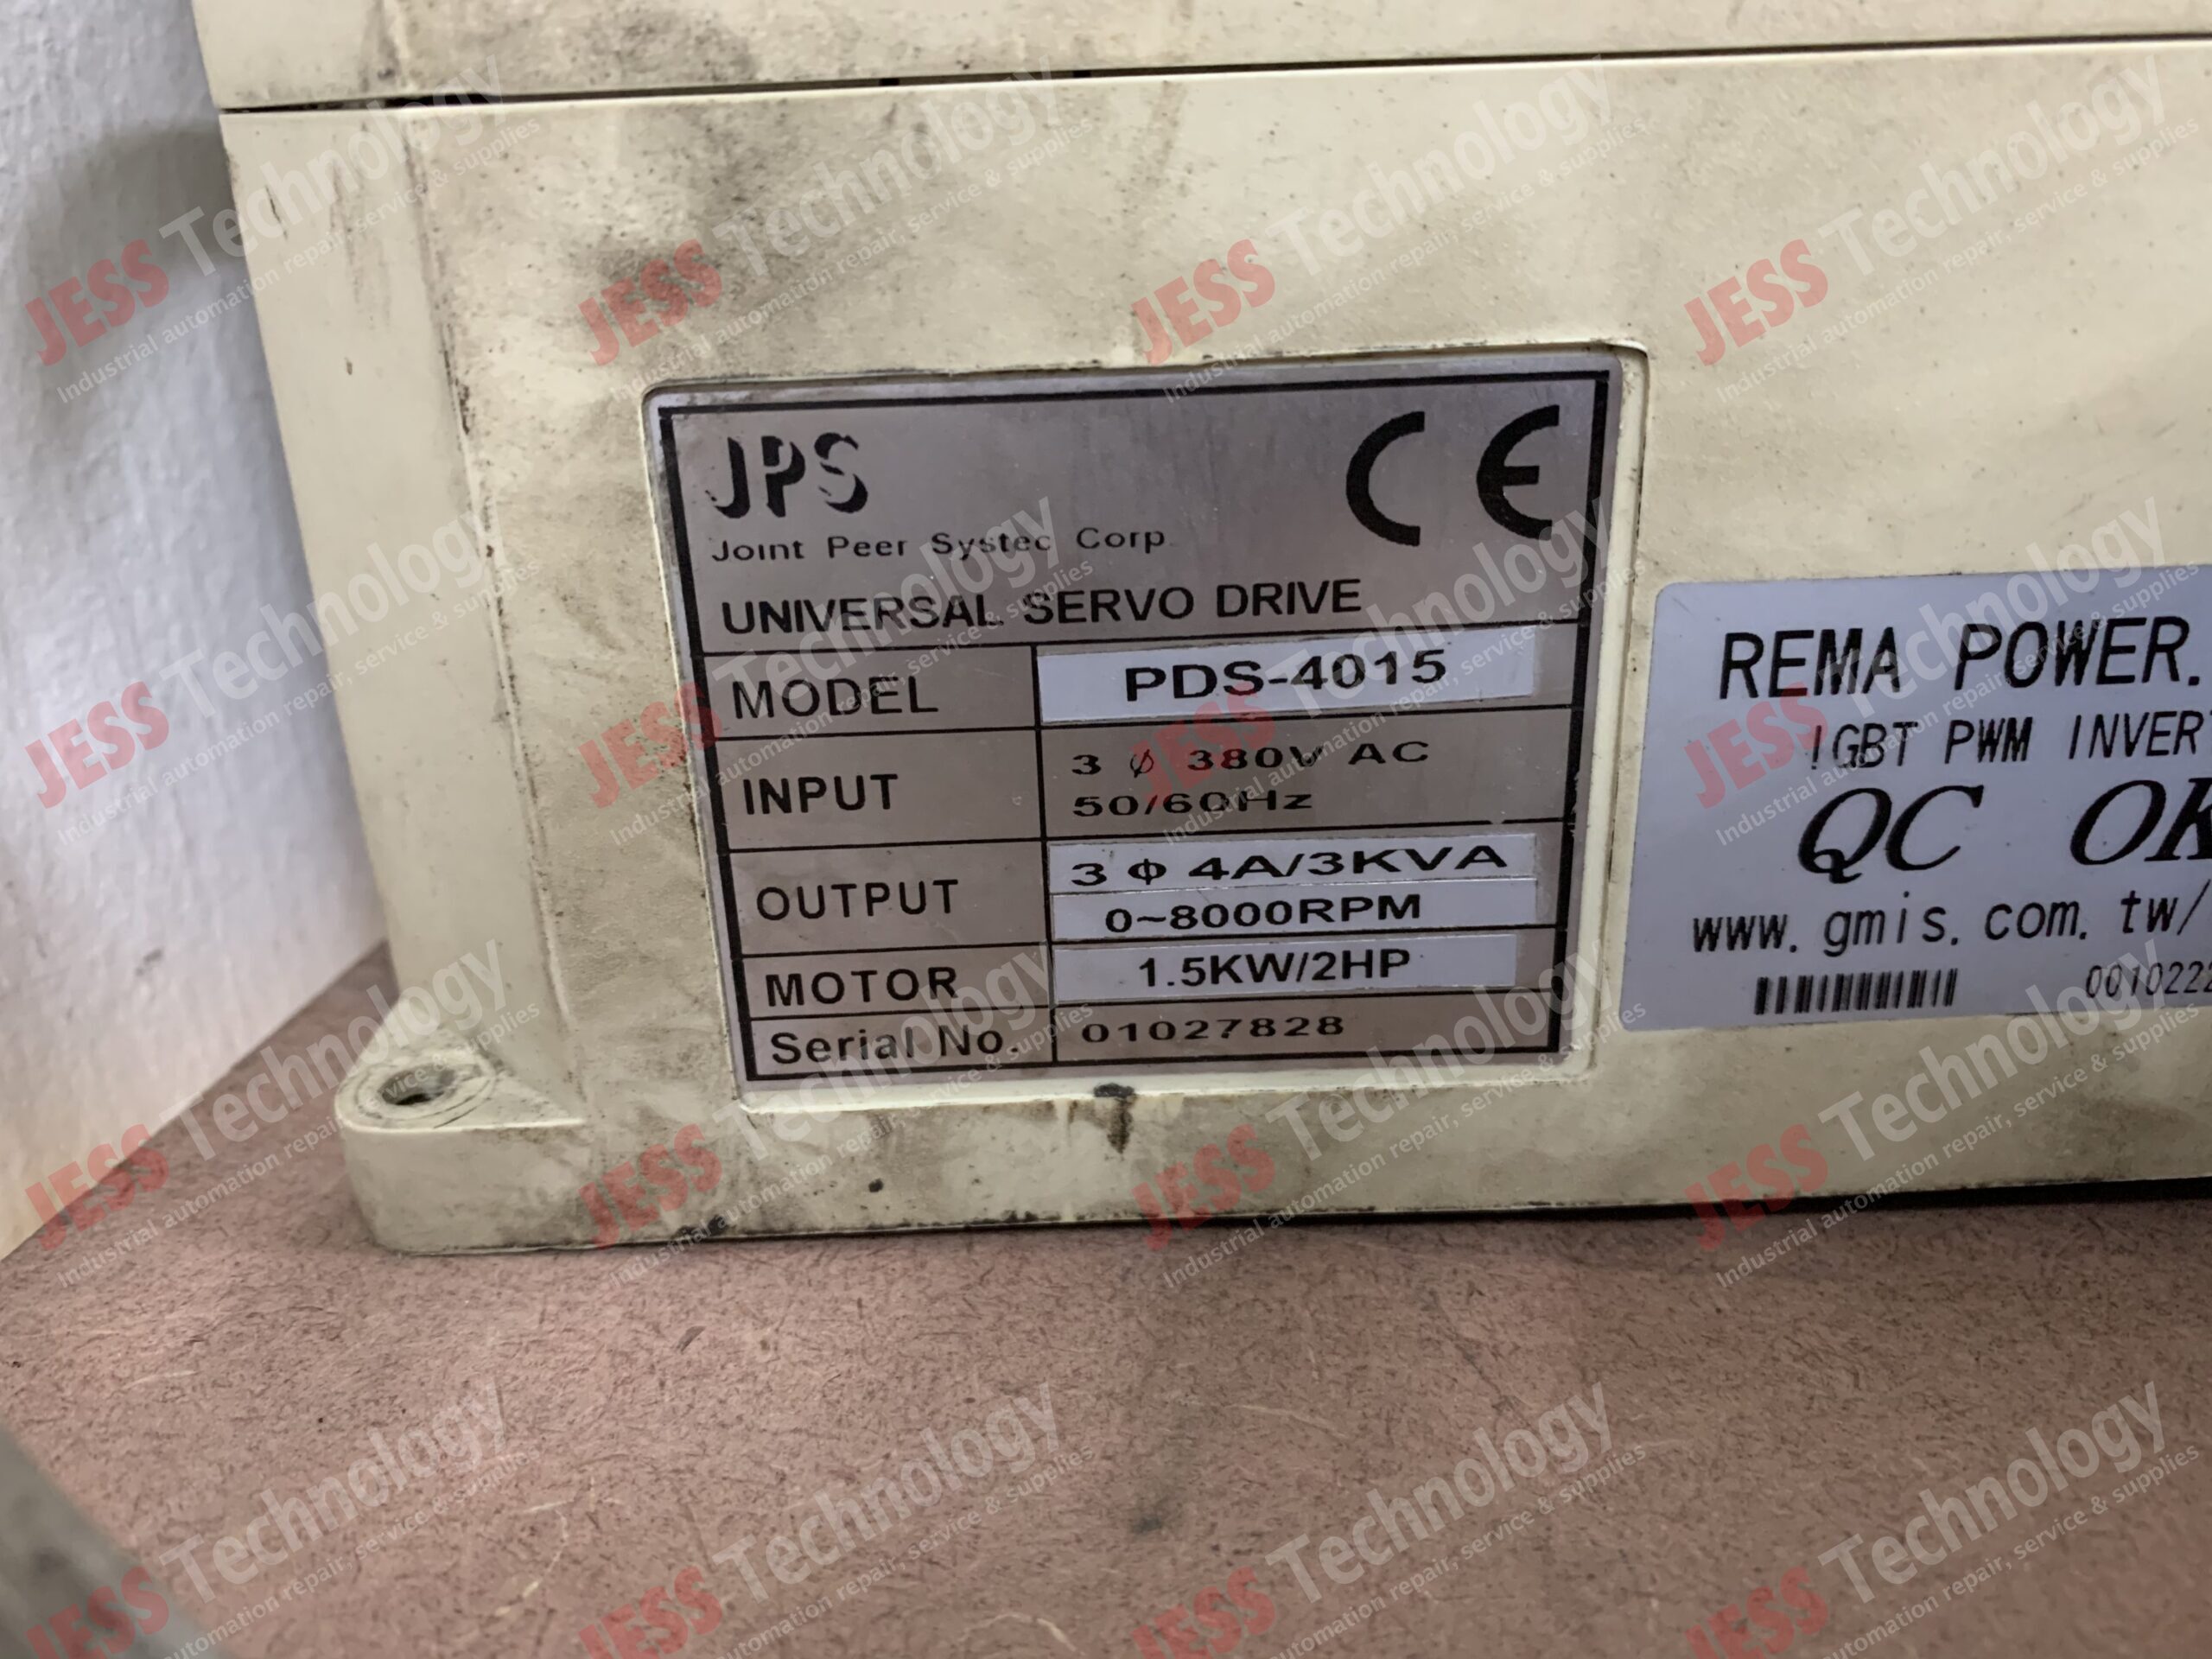 JPS
CE
Joint Peer Systec Corp.
UNIVERSAL SERVO DRIVE
MODEL PDS-4015
INPUT 3 ϕ 380V AC
50/60Hz
OUTPUT 3 ϕ 4A/3KVA
0~8000RPM
MOTOR 1.5KW/2HP
Serial No. 01027828
REMA POWER.
IGBT PWM INVERT
QC OK
www.gmis.com.tw/
0010222
JESS Technology
Industrial automation repair, service & supplies